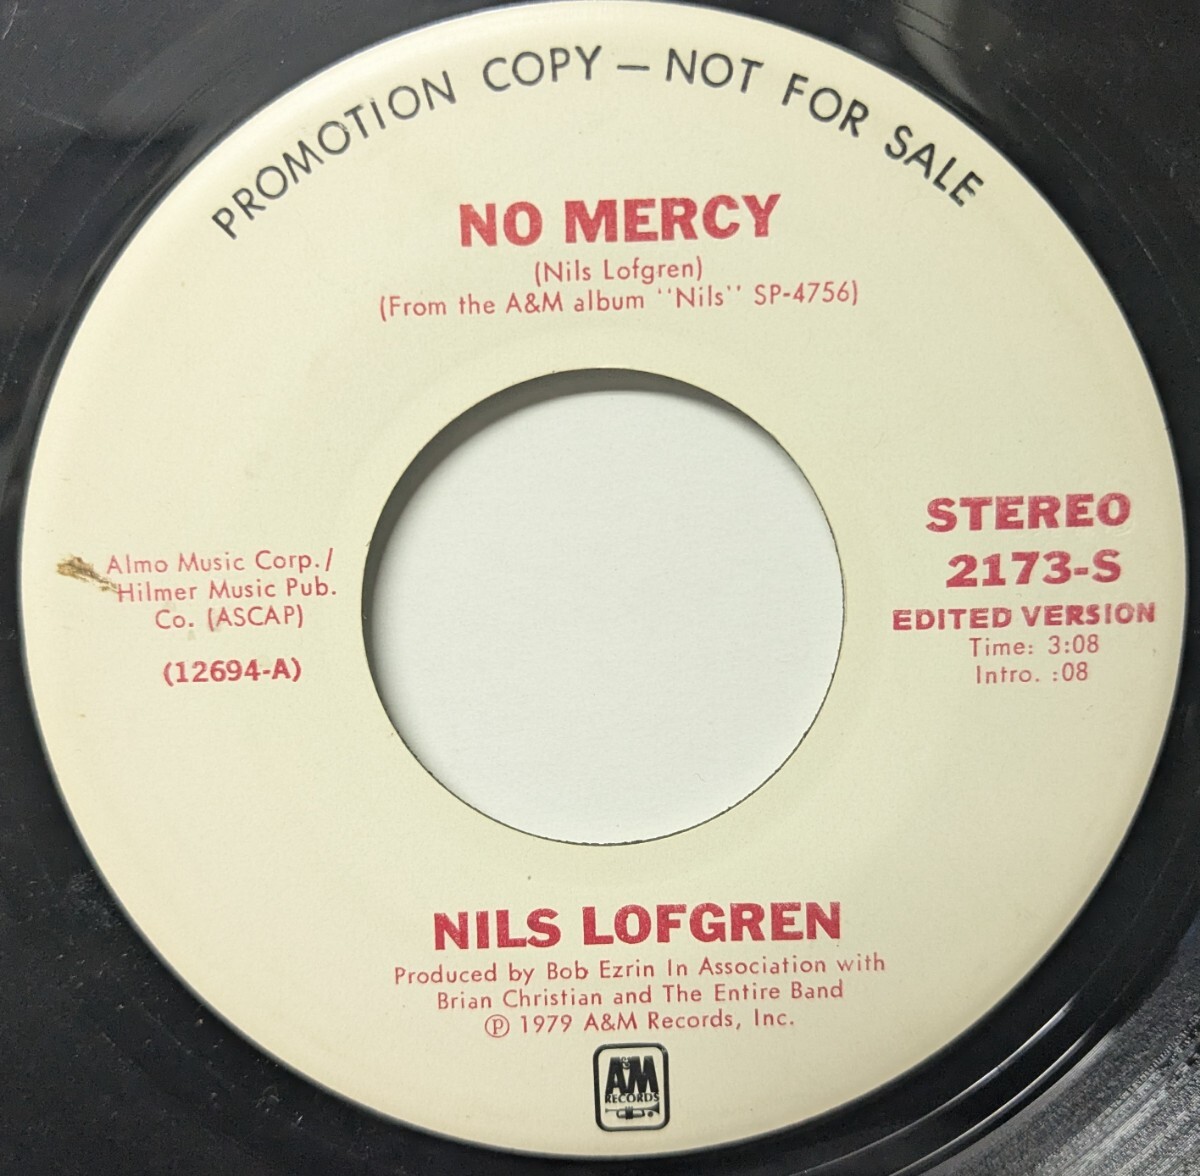 PROMOTION COPY — NOT FOR SALE
NO MERCY
(Nils Lofgren)
(From the A&M album "Nils" SP-4756)
STEREO
2173-S
EDITED VERSION
Time: 3:08
Intro. :08
Almo Music Corp./
Hilmer Music Pub.
Co. (ASCAP)
(12694-A)
NILS LOFGREN
Produced by Bob Ezrin In Association with
Brian Christian and The Entire Band
℗ 1979 A&M Records, Inc.
A&M
RECORDS